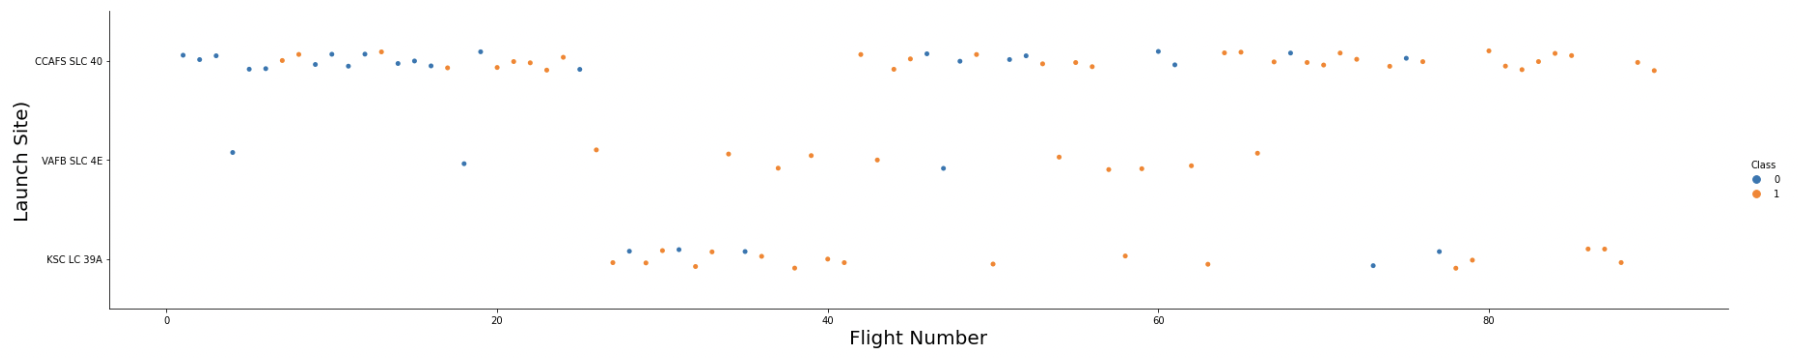 Launch Site)
CCAFS SLC 40
VAFB SLC 4E
KSC LC 39A
0 20 40 60 80
Flight Number
Class
0
1